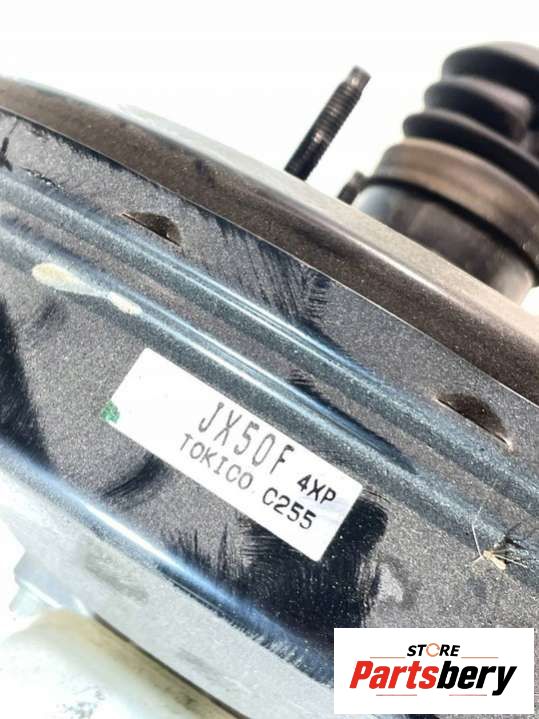 JX50F 4XP
TOKICO C255
STORE
Partsbery